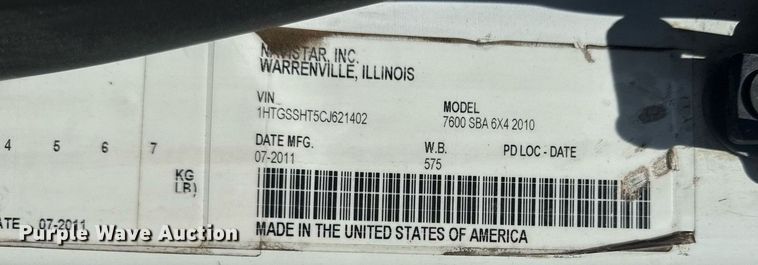 NAVISTAR, INC.
WARRENVILLE, ILLINOIS
VIN MODEL
1HTGSSHT5CJ621402 7600 SBA 6X4 2010
DATE MFG. W.B. PD LOC - DATE
07-2011 575
MADE IN THE UNITED STATES OF AMERICA
4 5 6 7
KG
LB)
ATE 07-2011
Purple Wave Auction